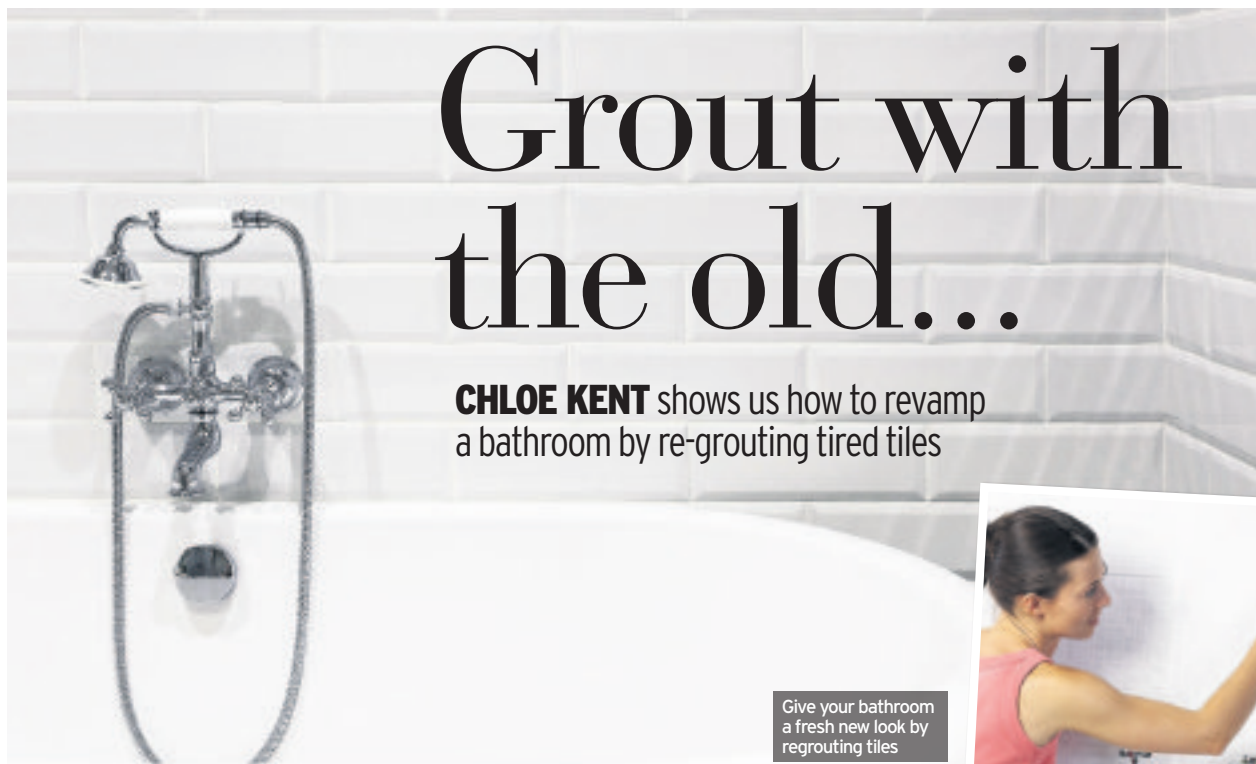 Grout with
the old...
CHLOE KENT shows us how to revamp
a bathroom by re-grouting tired tiles
Give your bathroom
a fresh new look by
regrouting tiles